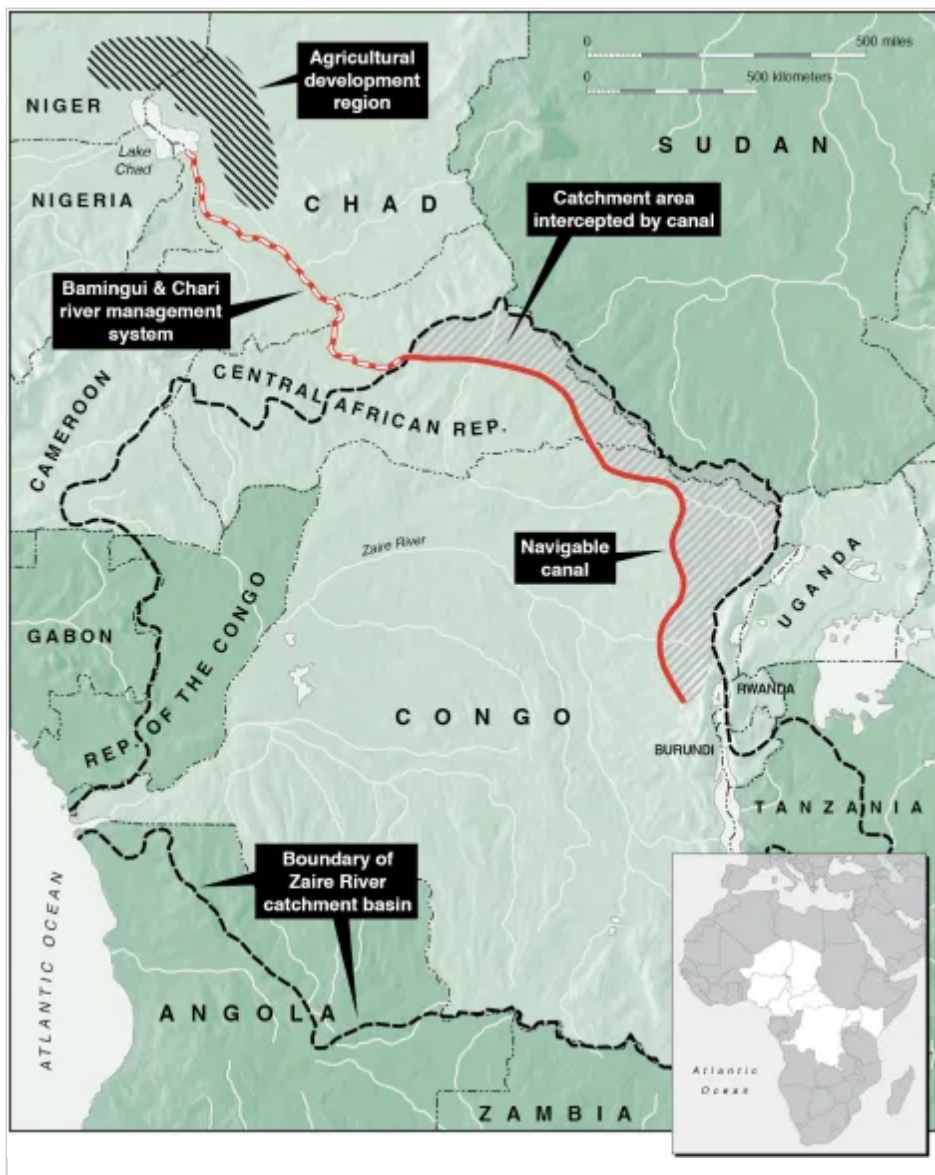 0 500 miles
0 500 kilometers
Agricultural
development
region
NIGER
SUDAN
Lake
Chad
NIGERIA
CHAD
Catchment area
intercepted by canal
Bamingui & Chari
river management
system
CENTRAL AFRICAN REP.
CAMEROON
Zaire River
Navigable
canal
UGANDA
GABON
REP. OF THE CONGO
RWANDA
CONGO
BURUNDI
TANZANIA
Boundary of
Zaire River
catchment basin
ATLANTIC OCEAN
ANGOLA
Atlantic
Ocean
ZAMBIA